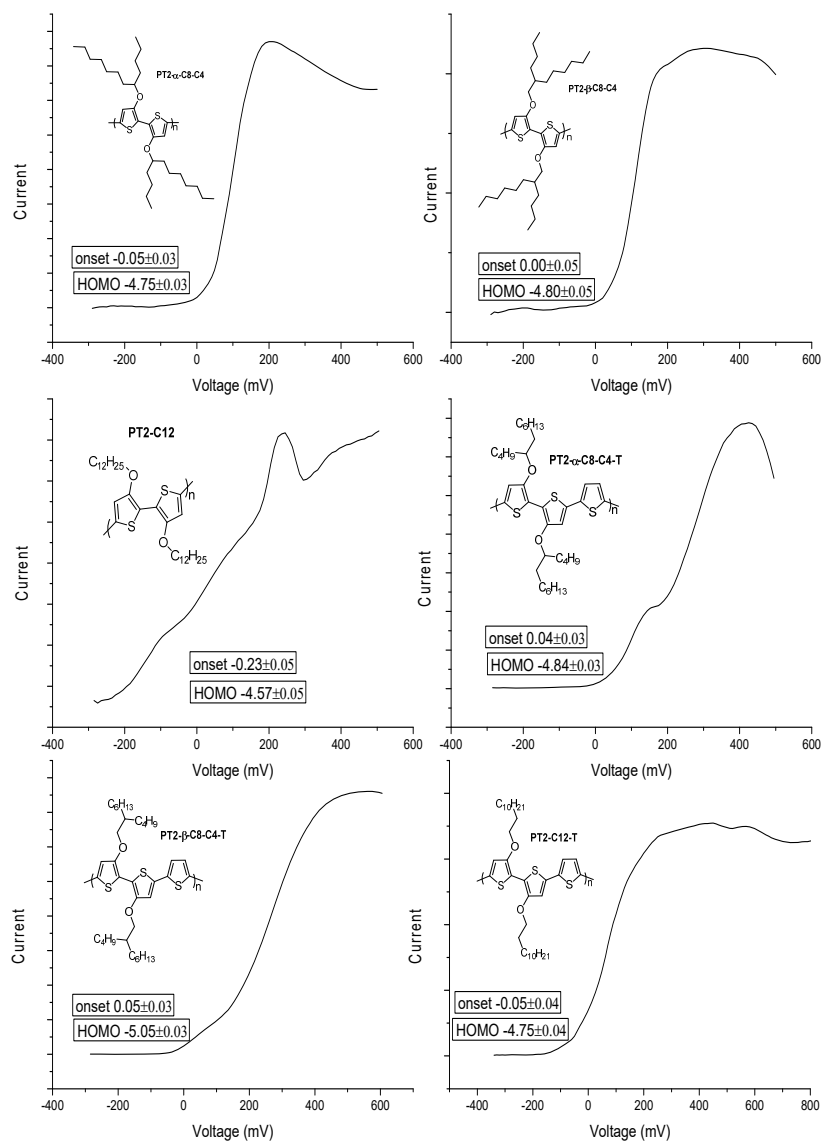 PT2-α-C8-C4
O
S
S
n
O
Current
onset -0.05±0.03
HOMO -4.75±0.03
-400 -200 0 200 400 600
Voltage (mV)
PT2-β-C8-C4
O
S
S
n
O
Current
onset 0.00±0.05
HOMO -4.80±0.05
-400 -200 0 200 400 600
Voltage (mV)
PT2-C12
C12H25
O
S
n
S
O
C12H25
Current
onset -0.23±0.05
HOMO -4.57±0.05
-400 -200 0 200 400 600
Voltage (mV)
C6H13
C4H9
O
PT2-α-C8-C4-T
S
S
S
n
O
C4H9
C6H13
Current
onset 0.04±0.03
HOMO -4.84±0.03
-400 -200 0 200 400 600
Voltage (mV)
C6H13
C4H9
O
PT2-β-C8-C4-T
S
S
S
n
O
C4H9
C6H13
Current
onset 0.05±0.03
HOMO -5.05±0.03
-400 -200 0 200 400 600
Voltage (mV)
C10H21
PT2-C12-T
O
S
S
S
n
O
C10H21
Current
onset -0.05±0.04
HOMO -4.75±0.04
-400 -200 0 200 400 600 800
Voltage (mV)